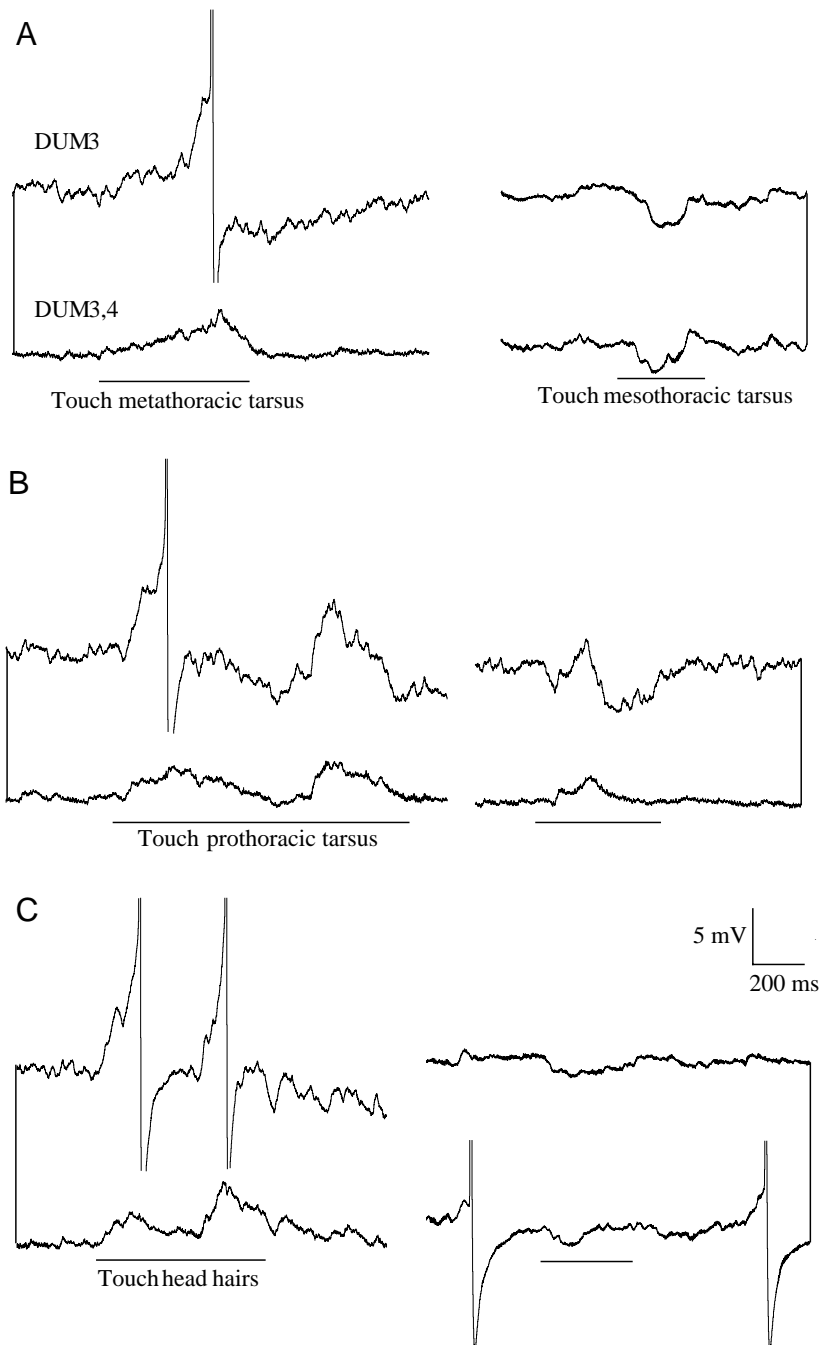 A
DUM3
DUM3,4
Touch metathoracic tarsus
Touch mesothoracic tarsus
B
Touch prothoracic tarsus
C
5 mV
200 ms
Touch head hairs